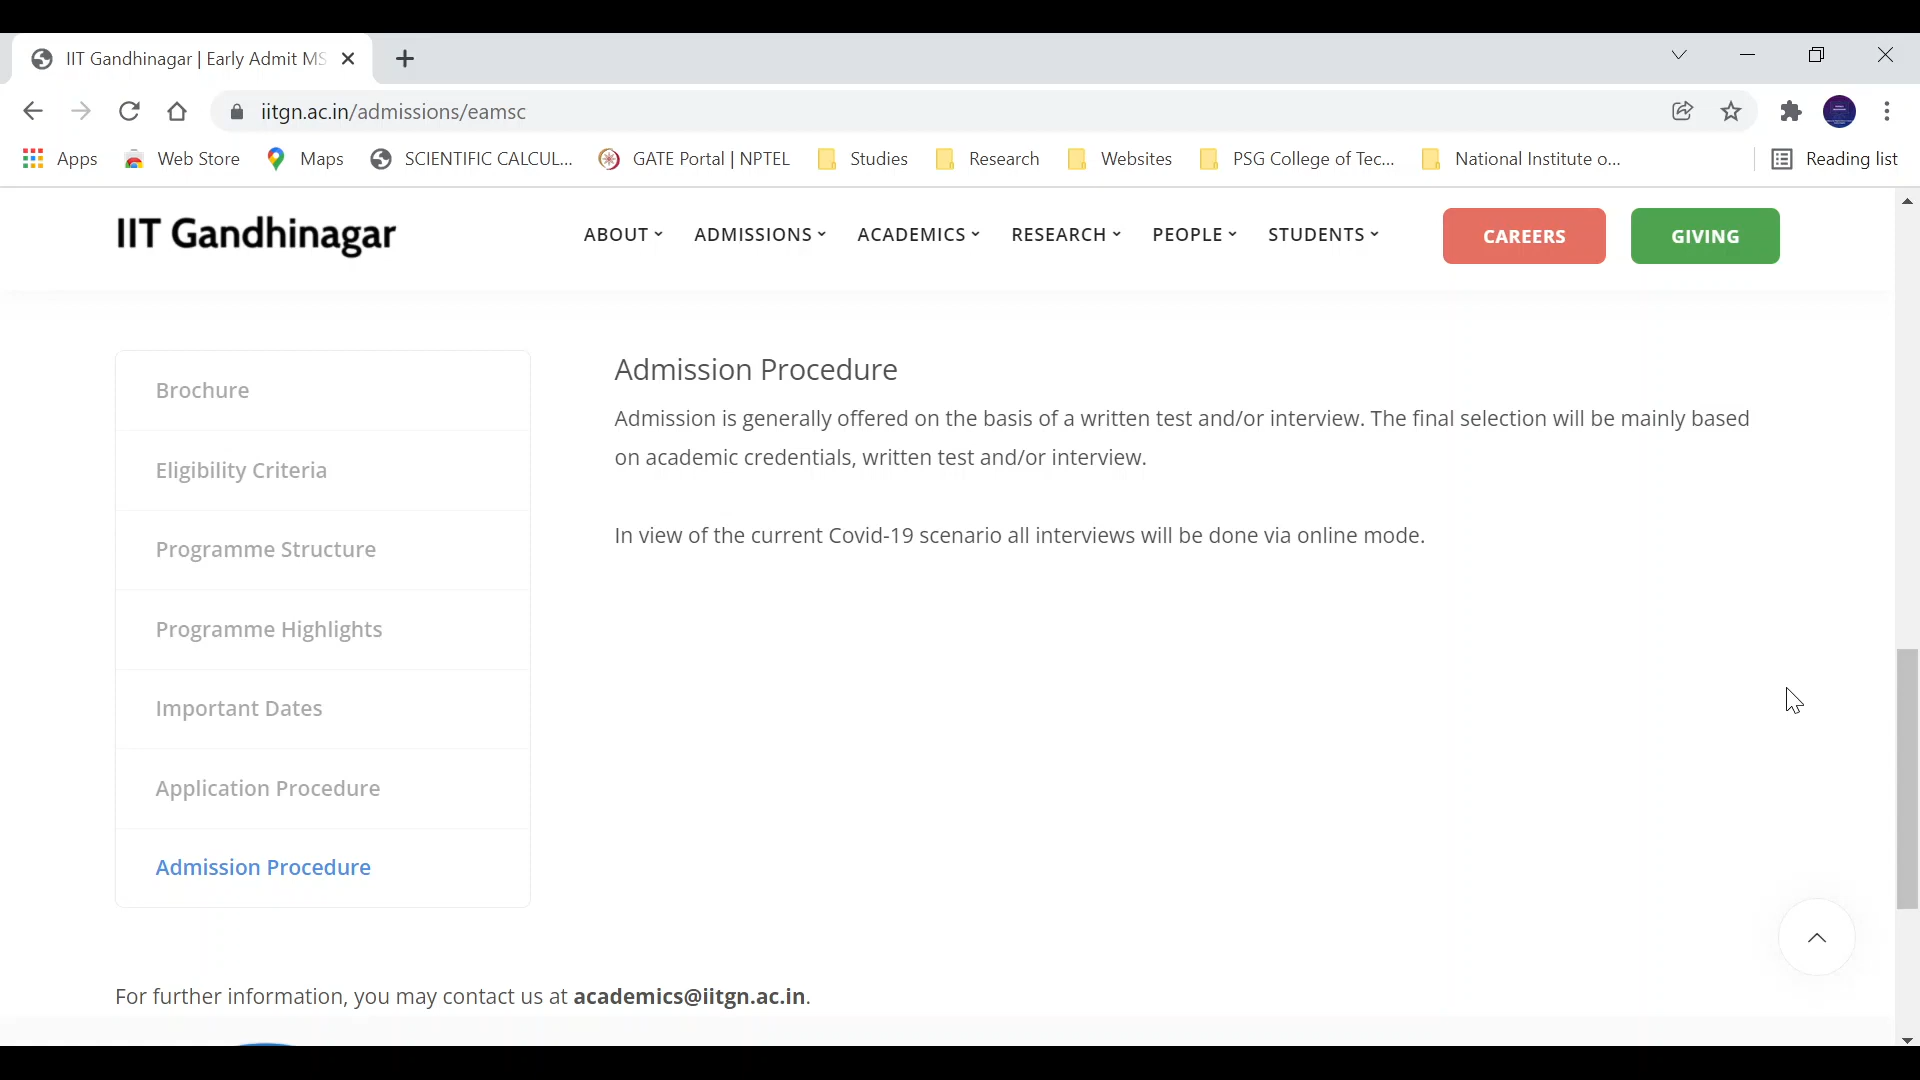 IIT Gandhinagar | Early Admit MS
iitgn.ac.in/admissions/eamsc
Apps Web Store Maps SCIENTIFIC CALCUL... GATE Portal | NPTEL Studies Research Websites PSG College of Tec... National Institute o... Reading list
IIT Gandhinagar ABOUT ADMISSIONS ACADEMICS RESEARCH PEOPLE STUDENTS CAREERS GIVING
Brochure
Eligibility Criteria
Programme Structure
Programme Highlights
Important Dates
Application Procedure
Admission Procedure
Admission Procedure
Admission is generally offered on the basis of a written test and/or interview. The final selection will be mainly based
on academic credentials, written test and/or interview.
In view of the current Covid-19 scenario all interviews will be done via online mode.
For further information, you may contact us at academics@iitgn.ac.in.